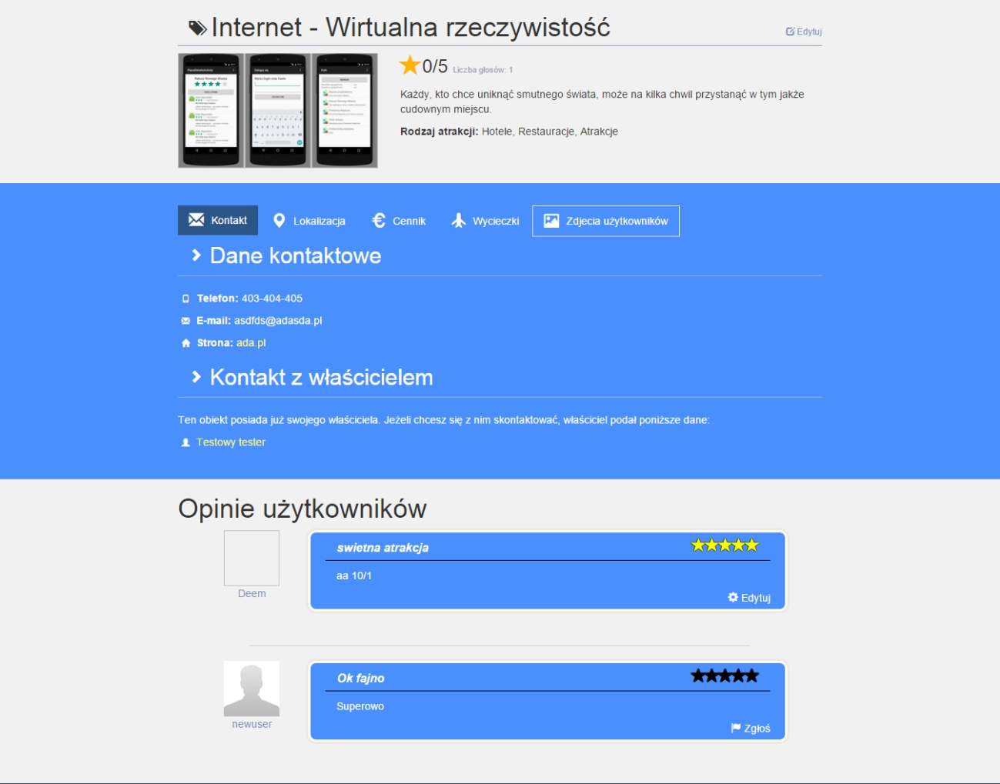 Internet - Wirtualna rzeczywistość
Edytuj
0/5 Liczba głosów: 1
Każdy, kto chce uniknąć smutnego świata, może na kilka chwil przystanąć w tym jakże
cudownym miejscu.
Rodzaj atrakcji: Hotele, Restauracje, Atrakcje
Kontakt
Lokalizacja
Cennik
Wycieczki
Zdjecia użytkowników
Dane kontaktowe
Telefon: 403-404-405
E-mail: asdfds@adasda.pl
Strona: ada.pl
Kontakt z właścicielem
Ten obiekt posiada już swojego właściciela. Jeżeli chcesz się z nim skontaktować, właściciel podał poniższe dane:
Testowy tester
Opinie użytkowników
Deem
swietna atrakcja
aa 10/1
Edytuj
newuser
Ok fajno
Superowo
Zgłoś